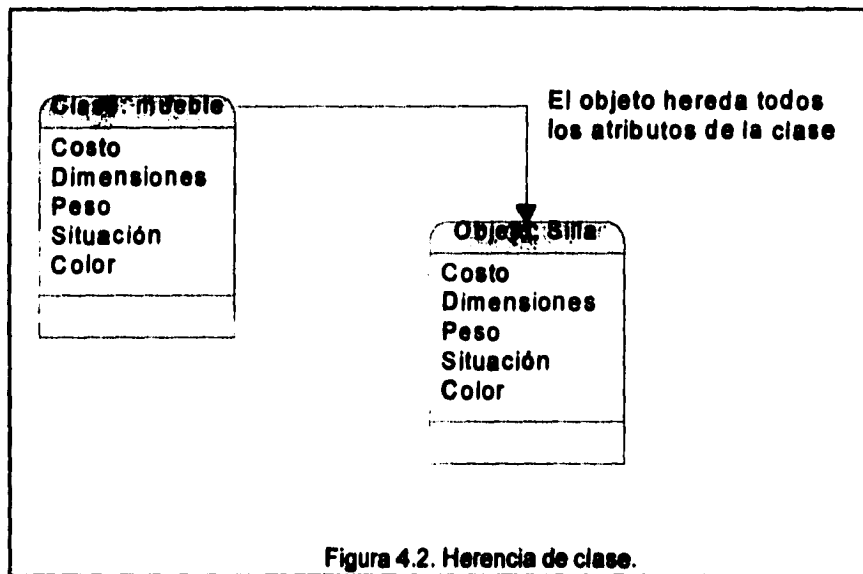 Clase: mueble
Costo
Dimensiones
Peso
Situación
Color
El objeto hereda todos
los atributos de la clase
Objeto: Silla
Costo
Dimensiones
Peso
Situación
Color
Figura 4.2. Herencia de clase.